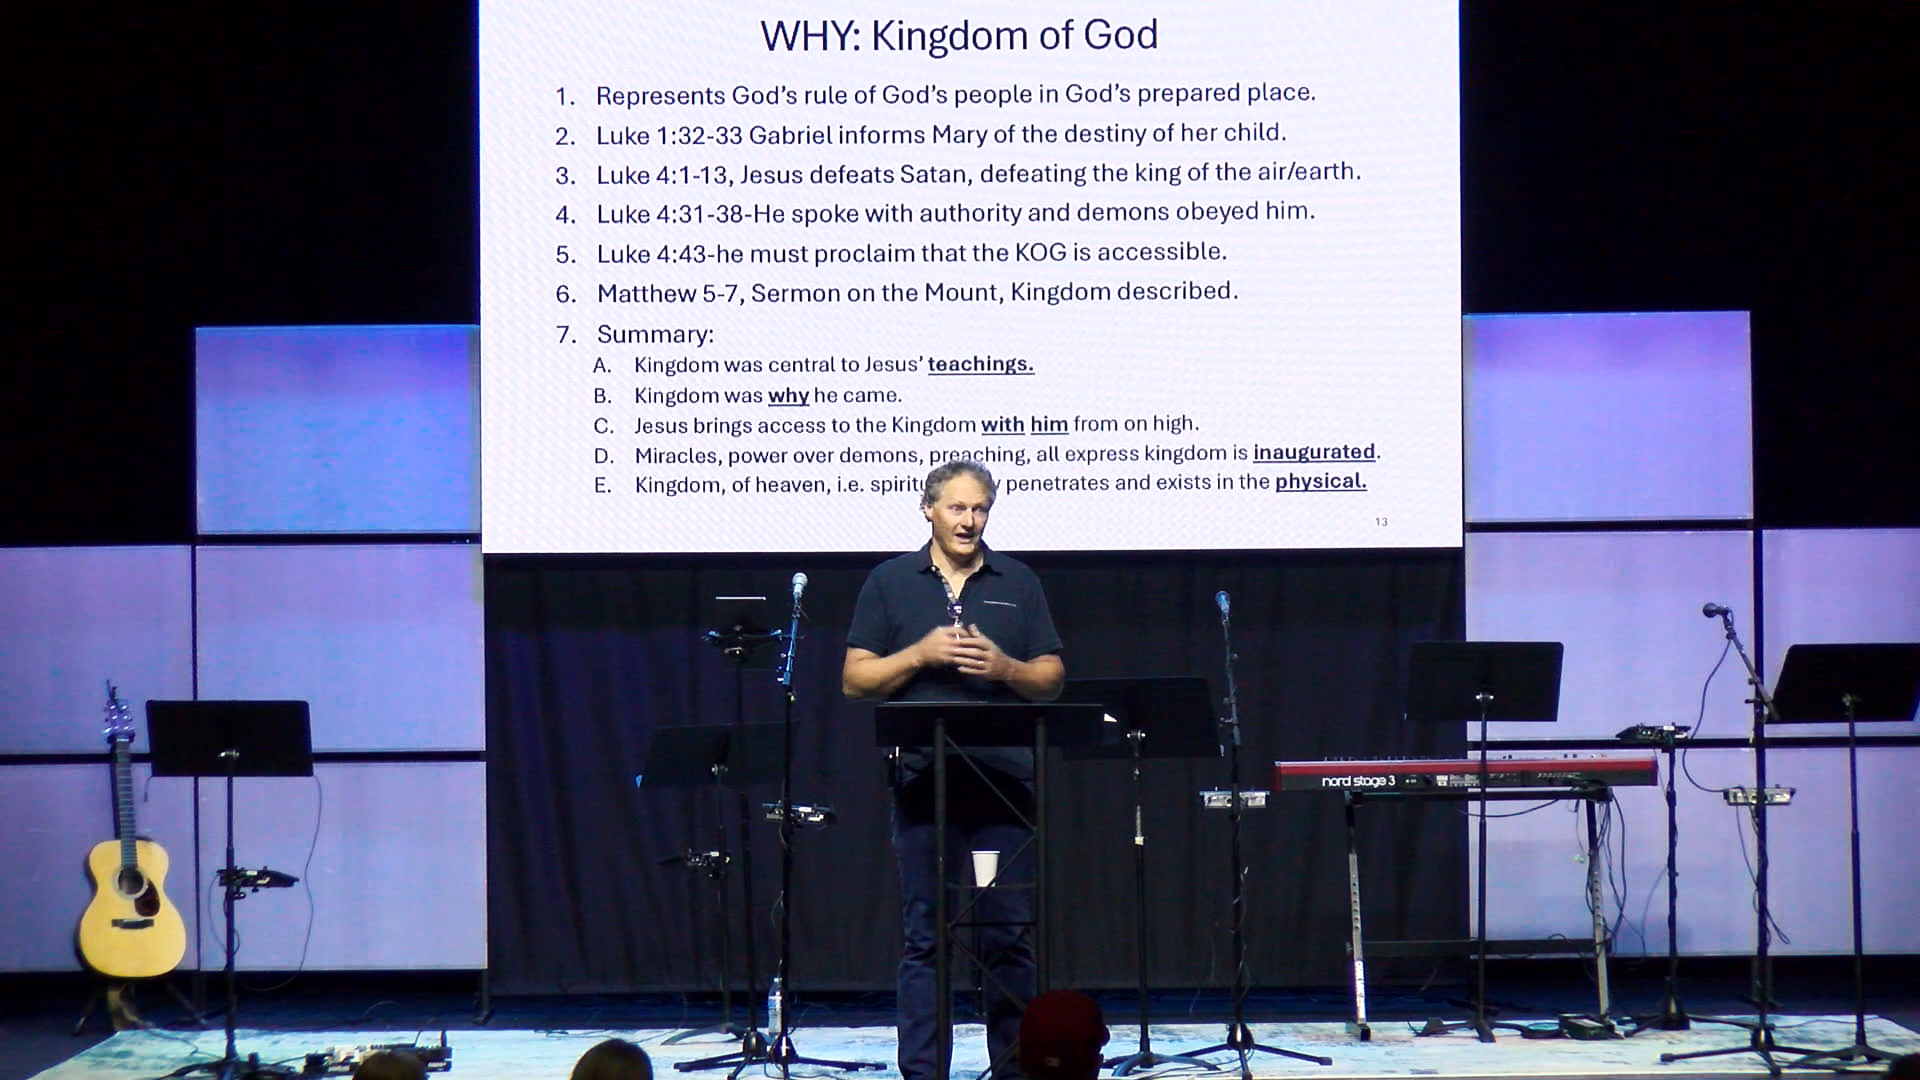 WHY: Kingdom of God
1. Represents God's rule of God's people in God's prepared place.
2. Luke 1:32-33 Gabriel informs Mary of the destiny of her child.
3. Luke 4:1-13, Jesus defeats Satan, defeating the king of the air/earth.
4. Luke 4:31-38-He spoke with authority and demons obeyed him.
5. Luke 4:43-he must proclaim that the KOG is accessible.
6. Matthew 5-7, Sermon on the Mount, Kingdom described.
7. Summary:
A. Kingdom was central to Jesus' teachings.
B. Kingdom was why he came.
C. Jesus brings access to the Kingdom with him from on high.
D. Miracles, power over demons, preaching, all express kingdom is inaugurated.
E. Kingdom, of heaven, i.e. penetrates and exists in the physical.
13
nord stage 3